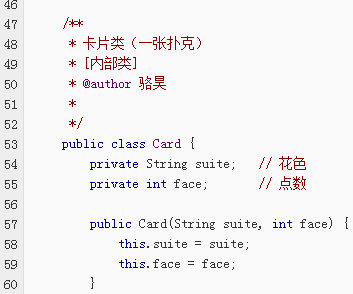 46
47 /**
48 * 卡片类（一张扑克）
49 * [内部类]
50 * @author 骆昊
51 *
52 */
53 public class Card {
54 private String suite; // 花色
55 private int face; // 点数
56
57 public Card(String suite, int face) {
58 this.suite = suite;
59 this.face = face;
60 }